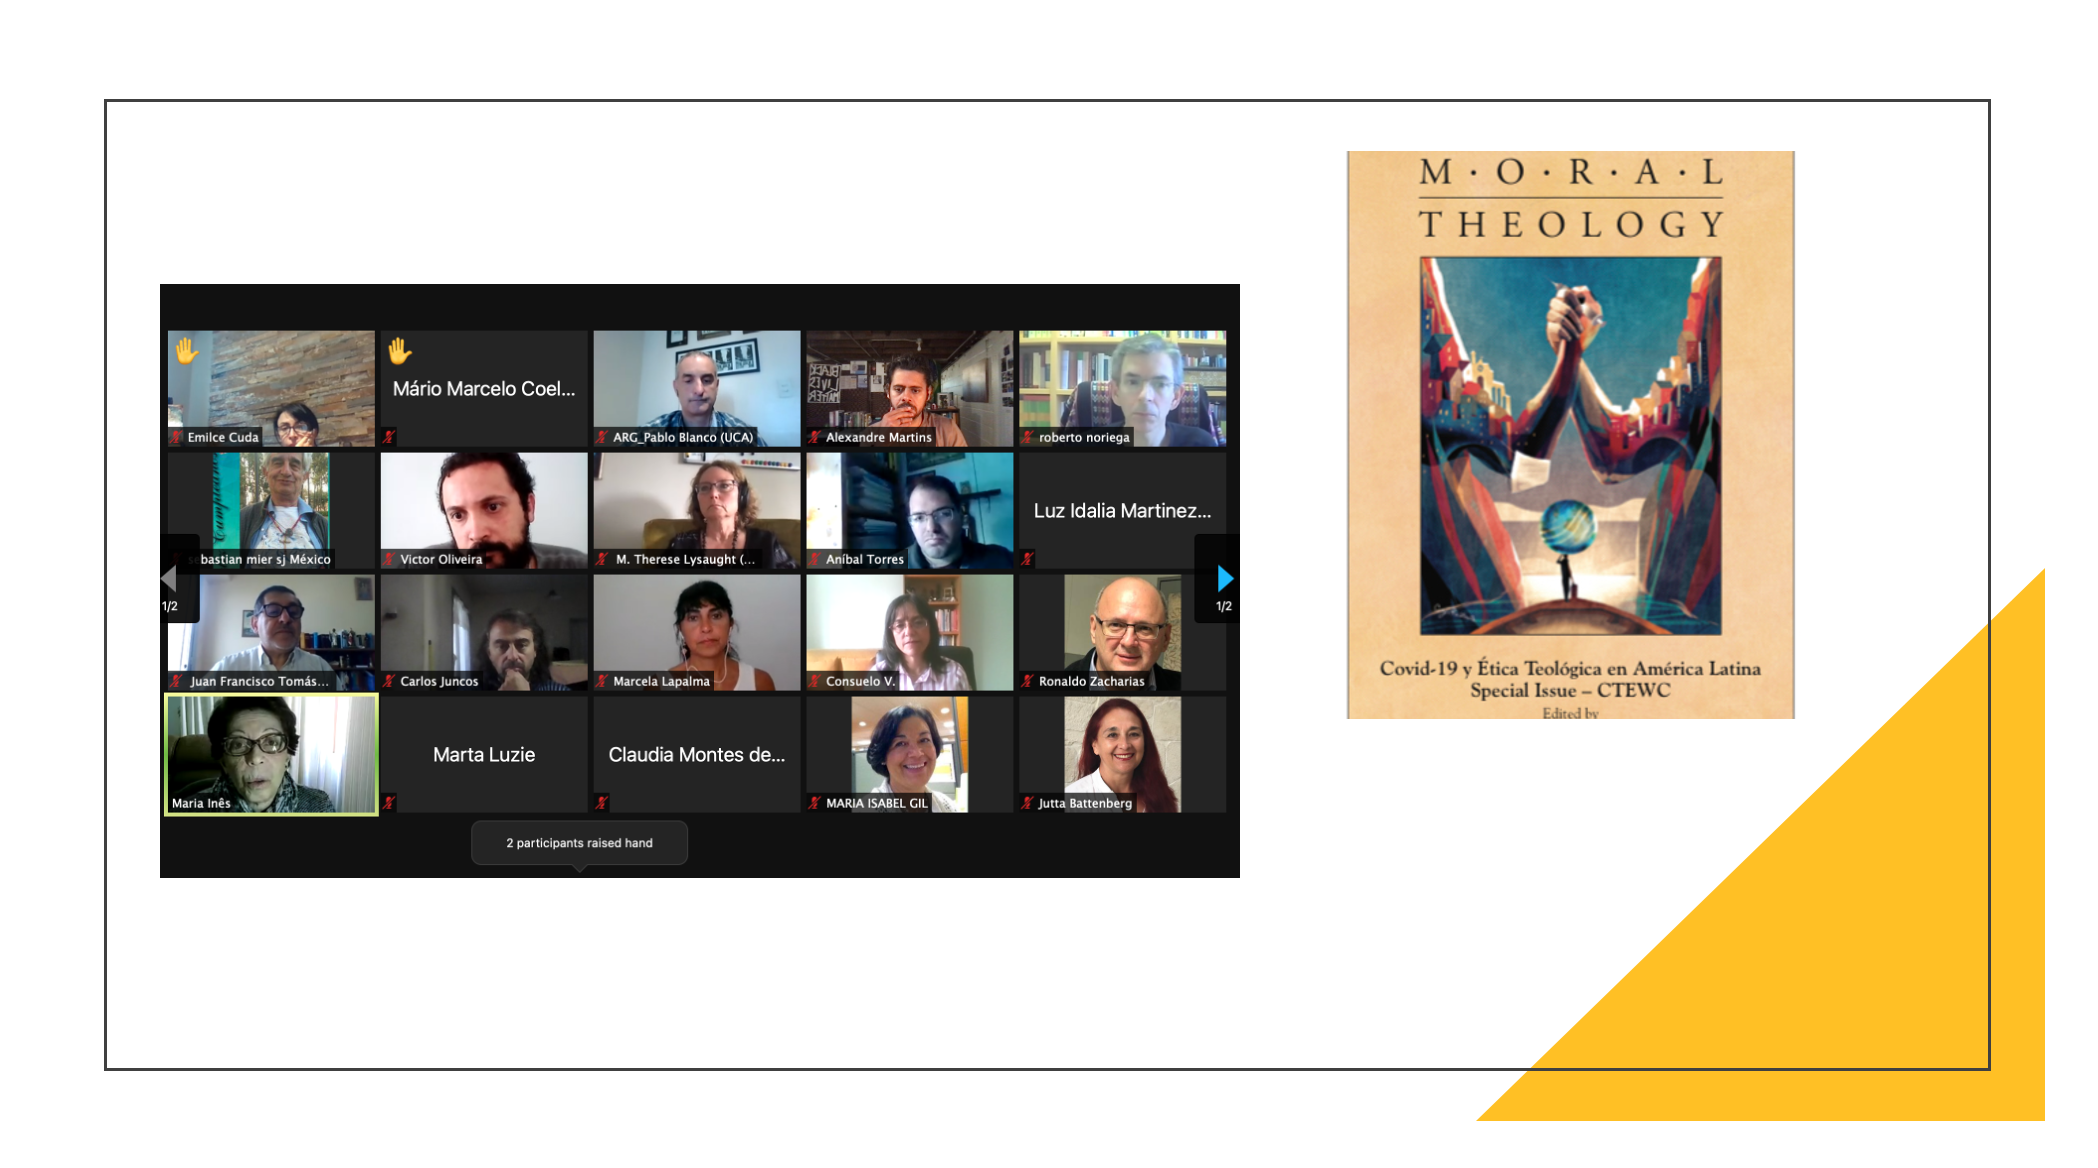 Emilce Cuda
Mário Marcelo Coel...
ARG_Pablo Blanco (UCA)
Alexandre Martins
roberto noriega
sebastian mier sj México
Victor Oliveira
M. Therese Lysaught (...
Aníbal Torres
Luz Idalia Martinez...
1/2
1/2
Juan Francisco Tomás...
Carlos Juncos
Marcela Lapalma
Consuelo V.
Ronaldo Zacharias
Maria Inês
Marta Luzie
Claudia Montes de...
MARIA ISABEL GIL
Jutta Battenberg
2 participants raised hand
M · O · R · A · L
THEOLOGY
Covid-19 y Ética Teológica en América Latina
Special Issue – CTEWC
Edited by